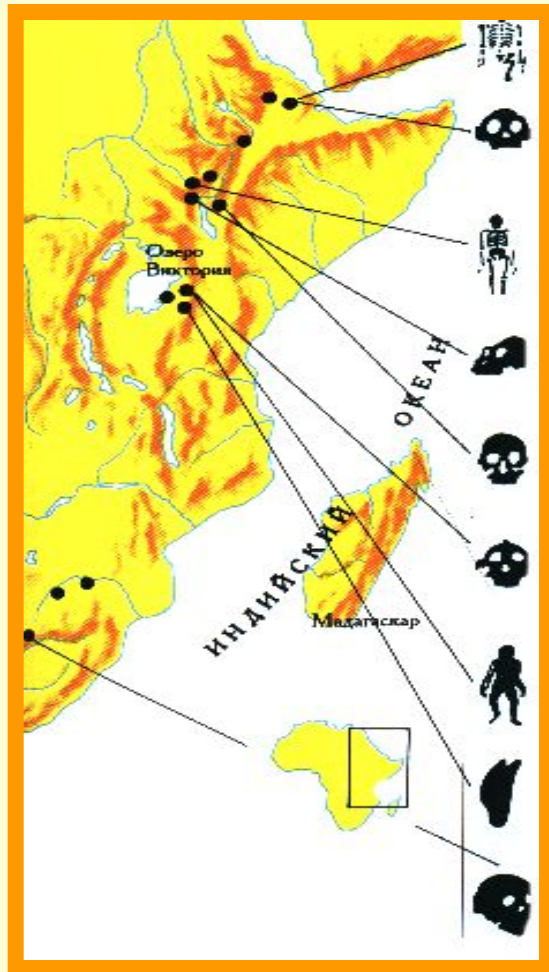 Озеро
Виктория
ИНДИЙСКИЙ
ОКЕАН
Мадагаскар